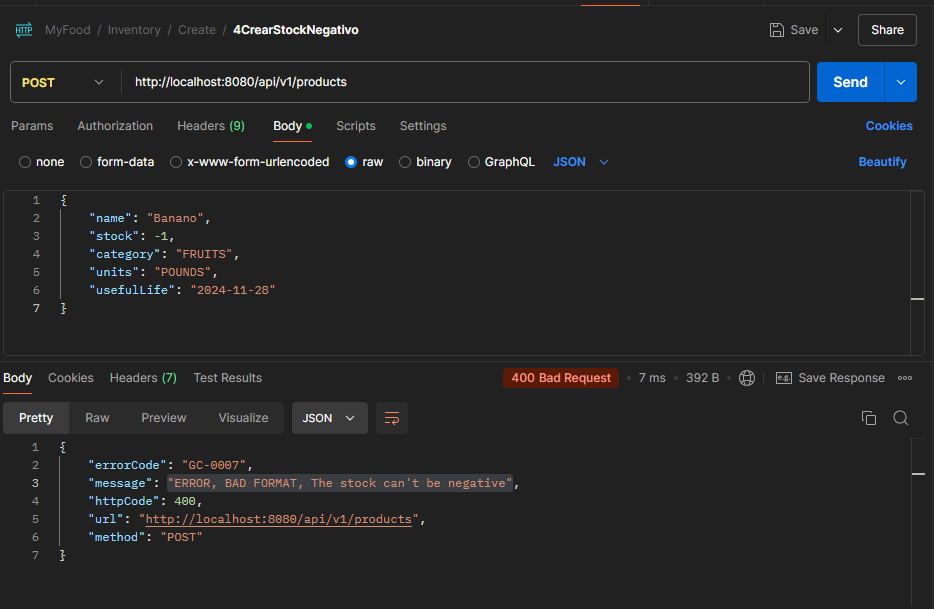 HTTP MyFood / Inventory / Create / 4CrearStockNegativo Save Share
POST http://localhost:8080/api/v1/products Send
Params Authorization Headers (9) Body Scripts Settings Cookies
none form-data x-www-form-urlencoded raw binary GraphQL JSON Beautify
1 {
2 "name": "Banano",
3 "stock": -1,
4 "category": "FRUITS",
5 "units": "POUNDS",
6 "usefulLife": "2024-11-28"
7 }
Body Cookies Headers (7) Test Results 400 Bad Request • 7 ms • 392 B • e.g. Save Response
Pretty Raw Preview Visualize JSON
1 {
2 "errorCode": "GC-0007",
3 "message": "ERROR, BAD FORMAT, The stock can't be negative",
4 "httpCode": 400,
5 "url": "http://localhost:8080/api/v1/products",
6 "method": "POST"
7 }